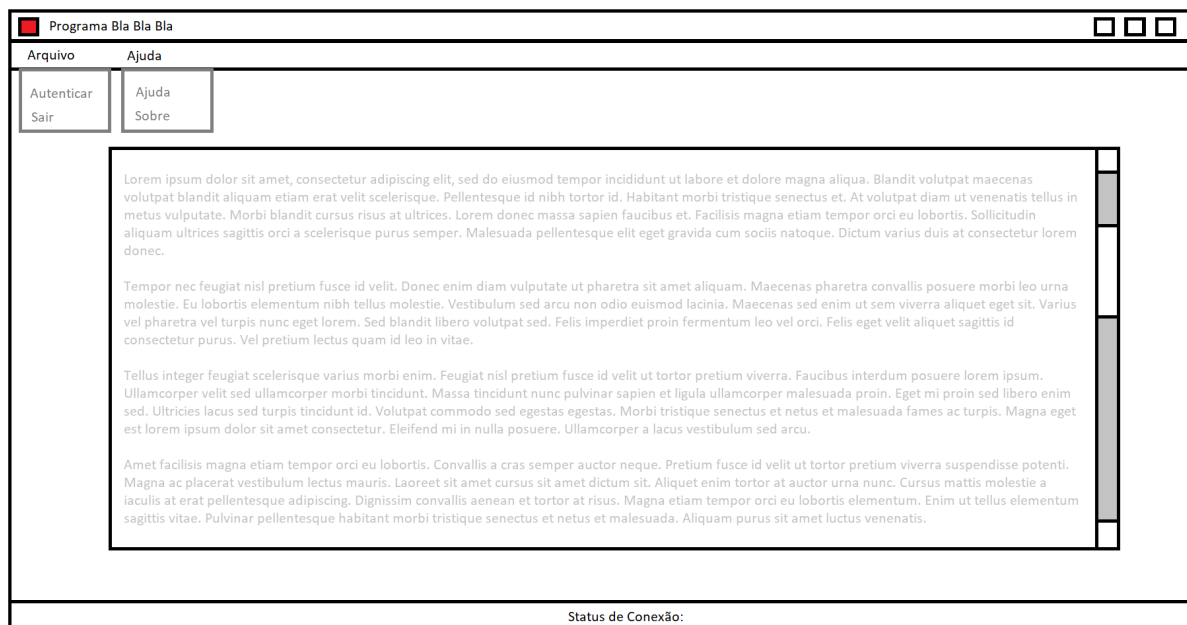 Programa Bla Bla Bla
Arquivo Ajuda
Autenticar
Sair
Ajuda
Sobre
Lorem ipsum dolor sit amet, consectetur adipiscing elit, sed do eiusmod tempor incididunt ut labore et dolore magna aliqua. Blandit volutpat maecenas
volutpat blandit aliquam etiam erat velit scelerisque. Pellentesque id nibh tortor id. Habitant morbi tristique senectus et. At volutpat diam ut venenatis tellus in
metus vulputate. Morbi blandit cursus risus at ultrices. Lorem donec massa sapien faucibus et. Facilisis magna etiam tempor orci eu lobortis. Sollicitudin
aliquam ultrices sagittis orci a scelerisque purus semper. Malesuada pellentesque elit eget gravida cum sociis natoque. Dictum varius duis at consectetur lorem
donec.
Tempor nec feugiat nisl pretium fusce id velit. Donec enim diam vulputate ut pharetra sit amet aliquam. Maecenas pharetra convallis posuere morbi leo urna
molestie. Eu lobortis elementum nibh tellus molestie. Vestibulum sed arcu non odio euismod lacinia. Maecenas sed enim ut sem viverra aliquet eget sit. Varius
vel pharetra vel turpis nunc eget lorem. Sed blandit libero volutpat sed. Felis imperdiet proin fermentum leo vel orci. Felis eget velit aliquet sagittis id
consectetur purus. Vel pretium lectus quam id leo in vitae.
Tellus integer feugiat scelerisque varius morbi enim. Feugiat nisl pretium fusce id velit ut tortor pretium viverra. Faucibus interdum posuere lorem ipsum.
Ullamcorper velit sed ullamcorper morbi tincidunt. Massa tincidunt nunc pulvinar sapien et ligula ullamcorper malesuada proin. Eget mi proin sed libero enim
sed. Ultricies lacus sed turpis tincidunt id. Volutpat commodo sed egestas egestas. Morbi tristique senectus et netus et malesuada fames ac turpis. Magna eget
est lorem ipsum dolor sit amet consectetur. Eleifend mi in nulla posuere. Ullamcorper a lacus vestibulum sed arcu.
Amet facilisis magna etiam tempor orci eu lobortis. Convallis a cras semper auctor neque. Pretium fusce id velit ut tortor pretium viverra suspendisse potenti.
Magna ac placerat vestibulum lectus mauris. Laoreet sit amet cursus sit amet dictum sit. Aliquet enim tortor at auctor urna nunc. Cursus mattis molestie a
iaculis at erat pellentesque adipiscing. Dignissim convallis aenean et tortor at risus. Magna etiam tempor orci eu lobortis elementum. Enim ut tellus elementum
sagittis vitae. Pulvinar pellentesque habitant morbi tristique senectus et netus et malesuada. Aliquam purus sit amet luctus venenatis.
Status de Conexão: